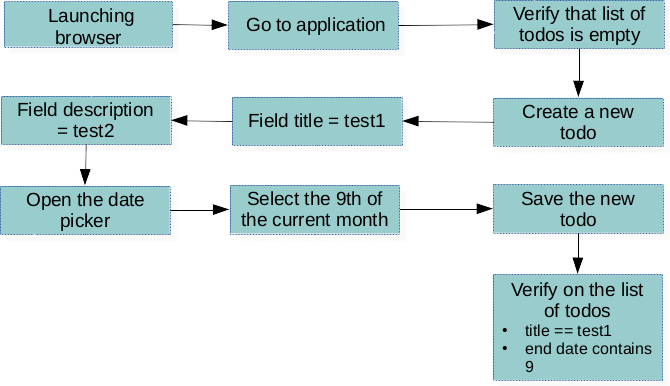 Launching
browser
Go to application
Verify that list of
todos is empty
Create a new
todo
Field title = test1
Field description
= test2
Open the date
picker
Select the 9th of
the current month
Save the new
todo
Verify on the list
of todos
• title == test1
• end date contains
9